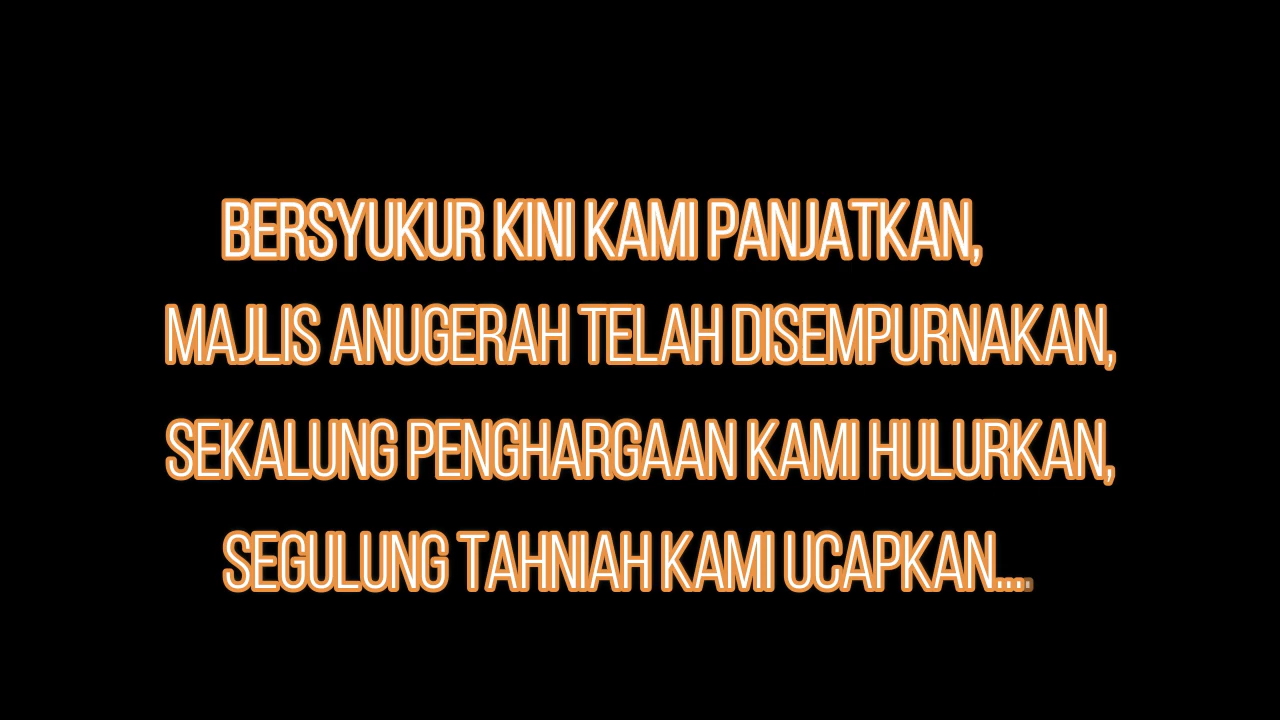 BERSYUKUR KINI KAMI PANJATKAN,
MAJLIS ANUGERAH TELAH DISEMPURNAKAN,
SEKALUNG PENGHARGAAN KAMI HULURKAN,
SEGULUNG TAHNIAH KAMI UCAPKAN....